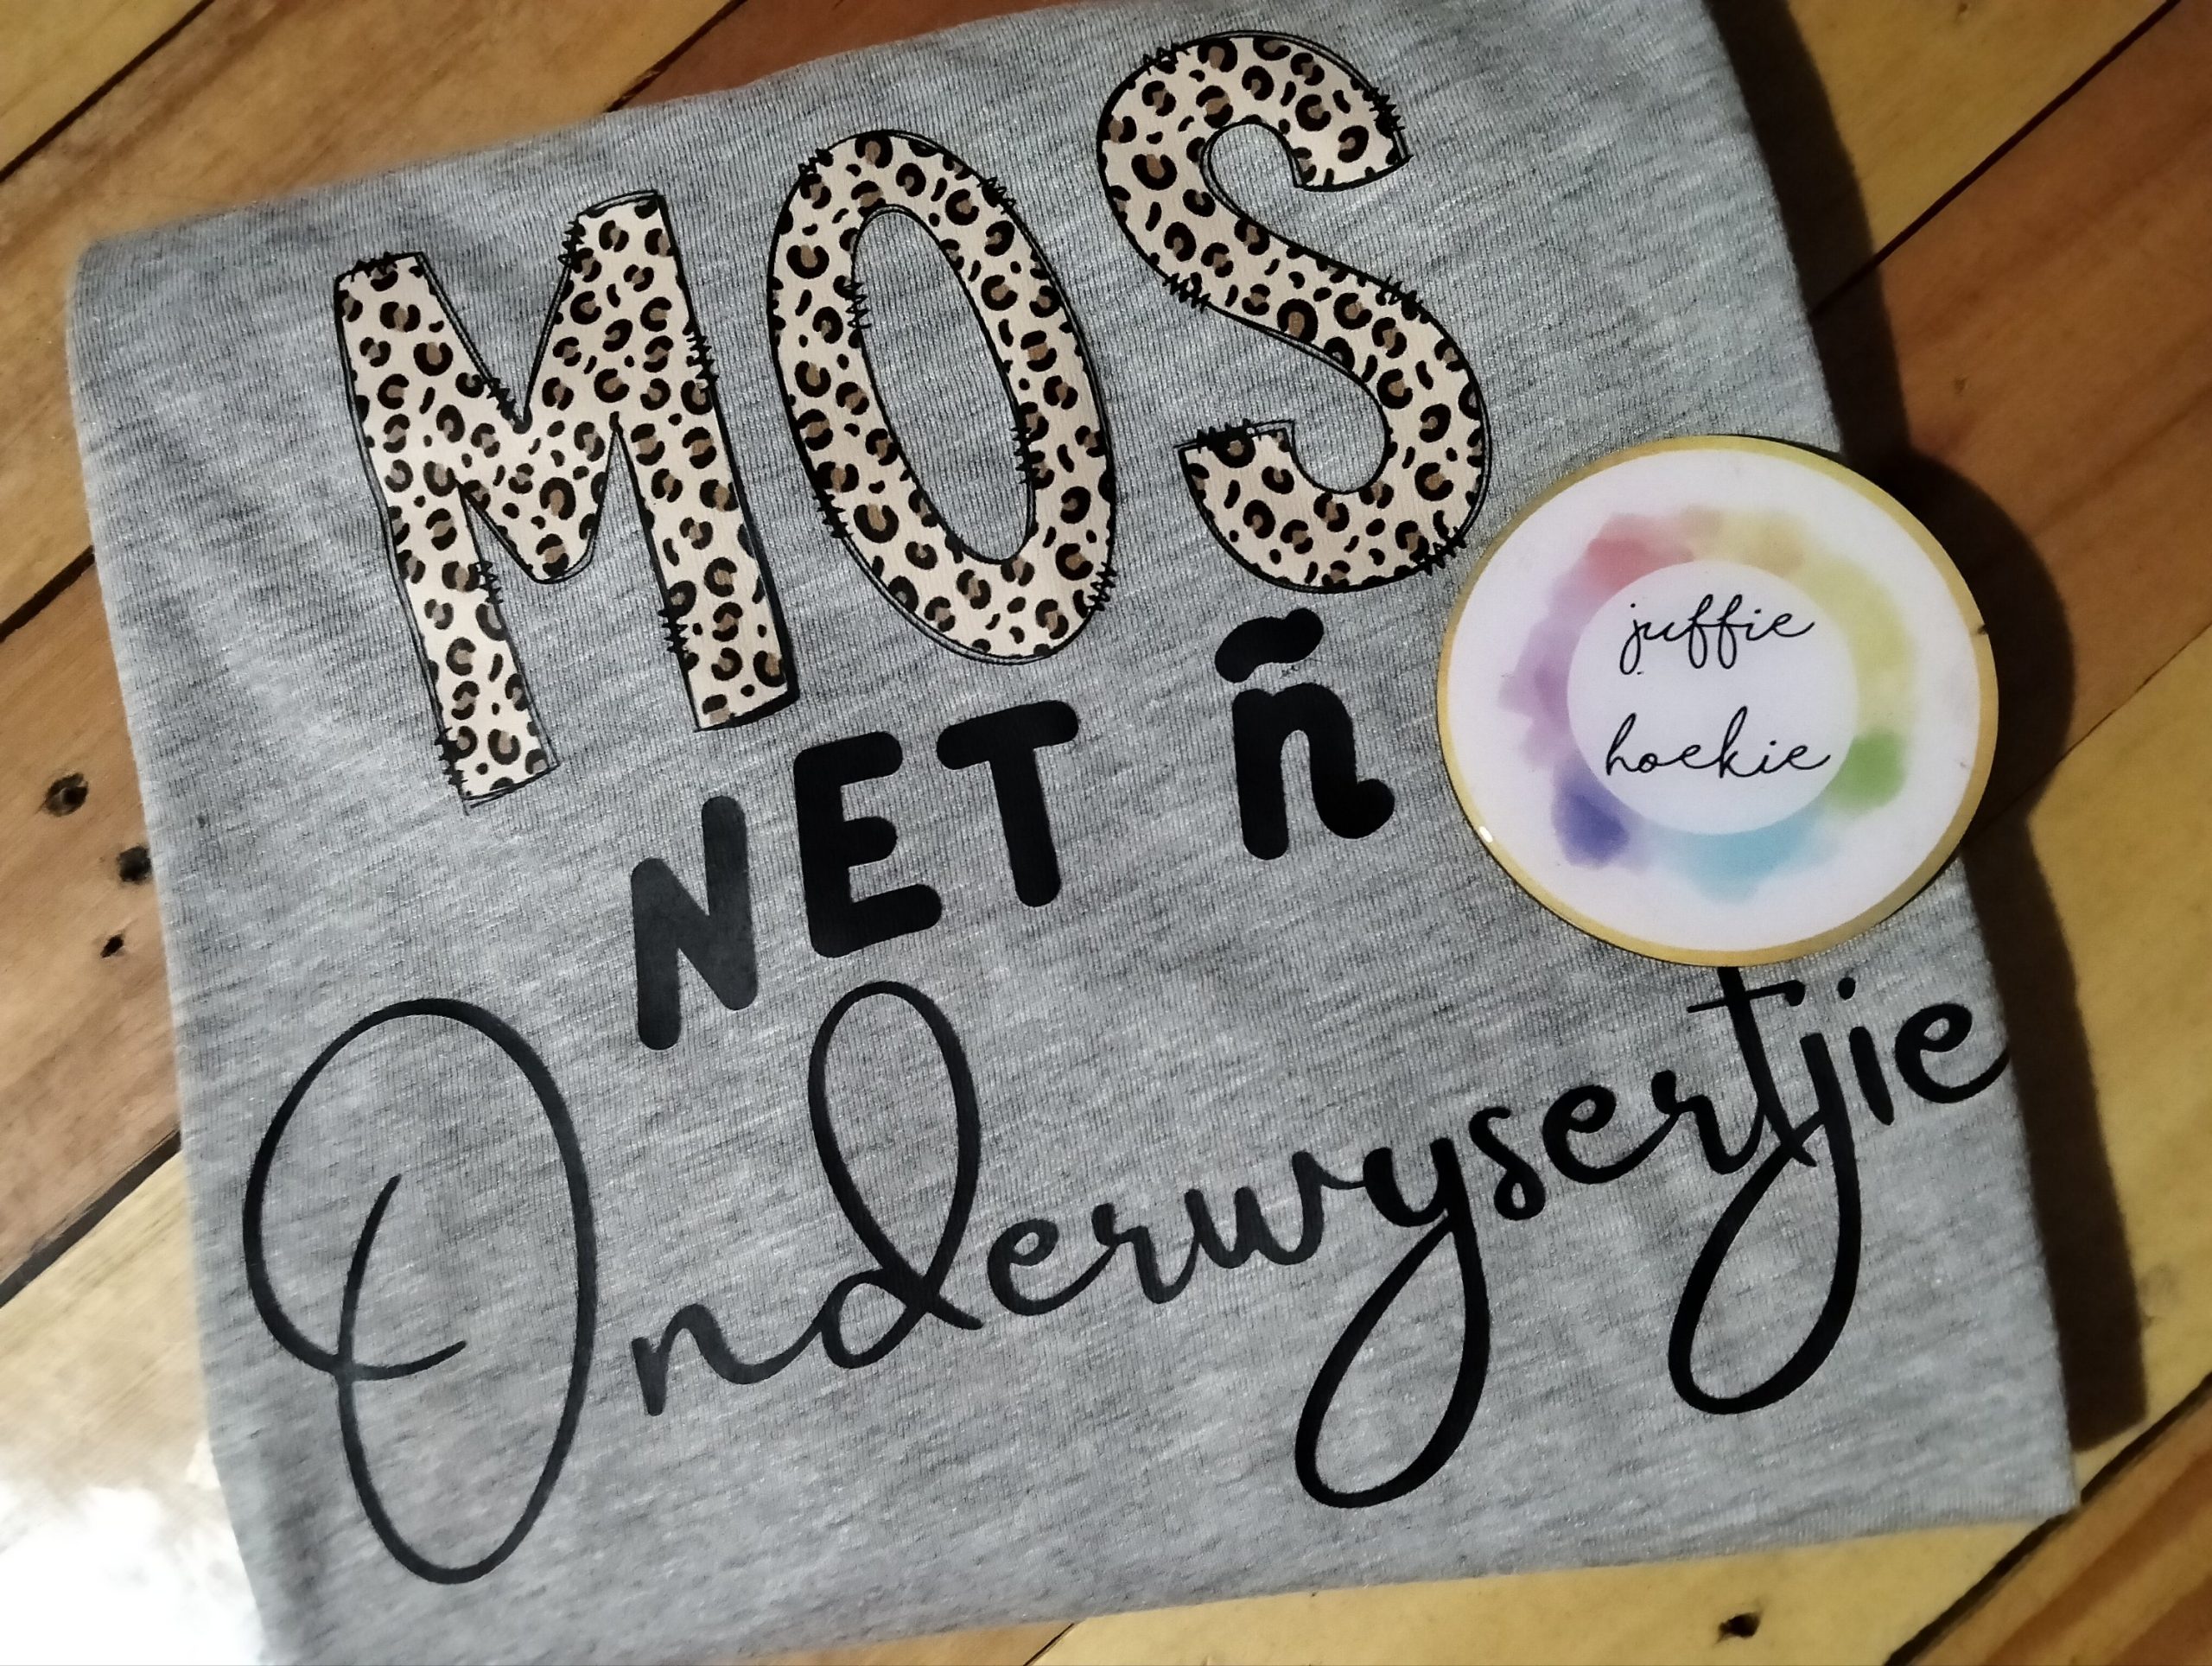 MOS
NET ñ
Onderwysertjie
juffie
hoekie